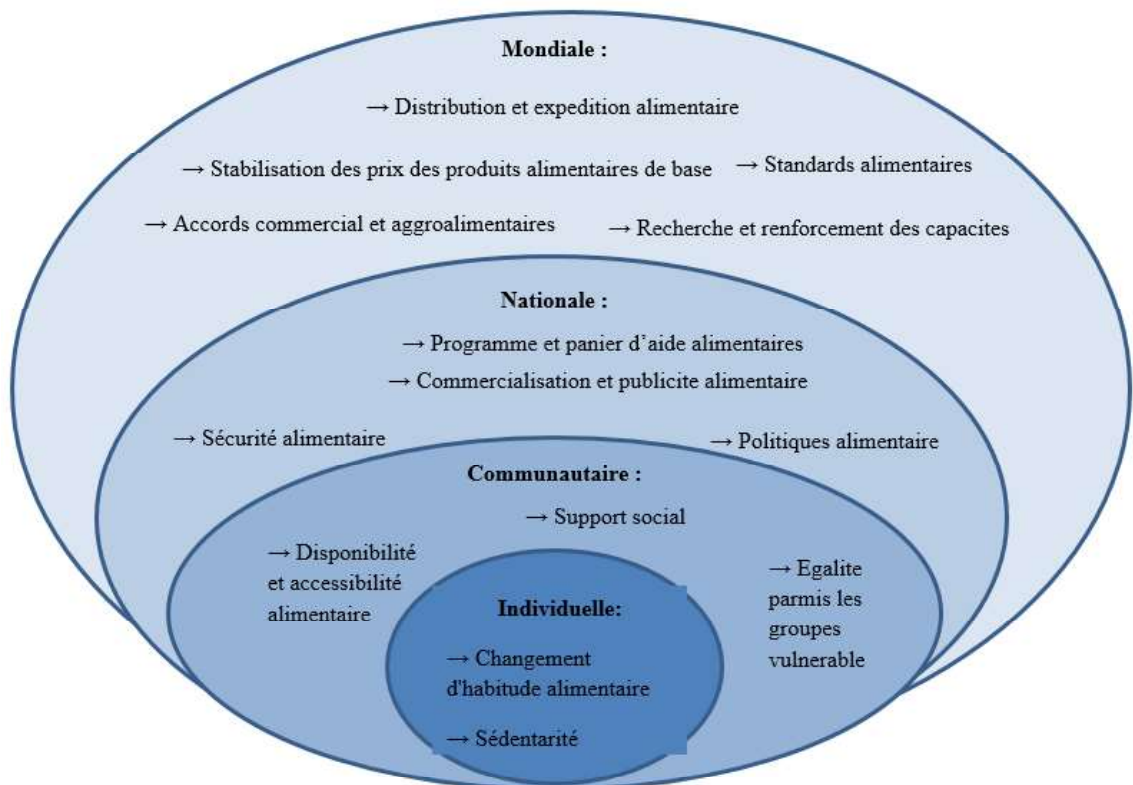 Mondiale :
→ Distribution et expedition alimentaire
→ Stabilisation des prix des produits alimentaires de base
→ Standards alimentaires
→ Accords commercial et aggroalimentaires
→ Recherche et renforcement des capacites
Nationale :
→ Programme et panier d’aide alimentaires
→ Commercialisation et publicite alimentaire
→ Sécurité alimentaire
→ Politiques alimentaire
Communautaire :
→ Support social
→ Disponibilité
et accessibilité
alimentaire
→ Egalite
parmis les
groupes
vulnerable
Individuelle:
→ Changement
d'habitude alimentaire
→ Sédentarité